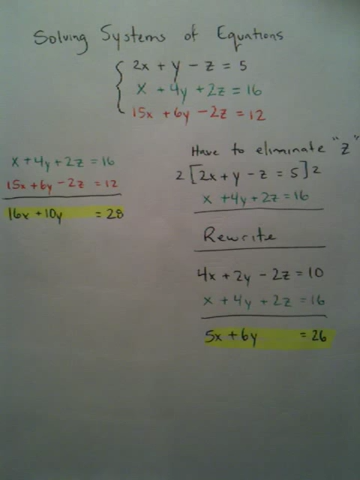 Solving Systems of Equations
2x + y - z = 5
x + 4y + 2z = 16
15x + 6y - 2z = 12
x + 4y + 2z = 16
15x + 6y - 2z = 12
16x + 10y = 28
Have to eliminate "z"
2 [2x + y - z = 5] 2
x + 4y + 2z = 16
Rewrite
4x + 2y - 2z = 10
x + 4y + 2z = 16
5x + 6y = 26